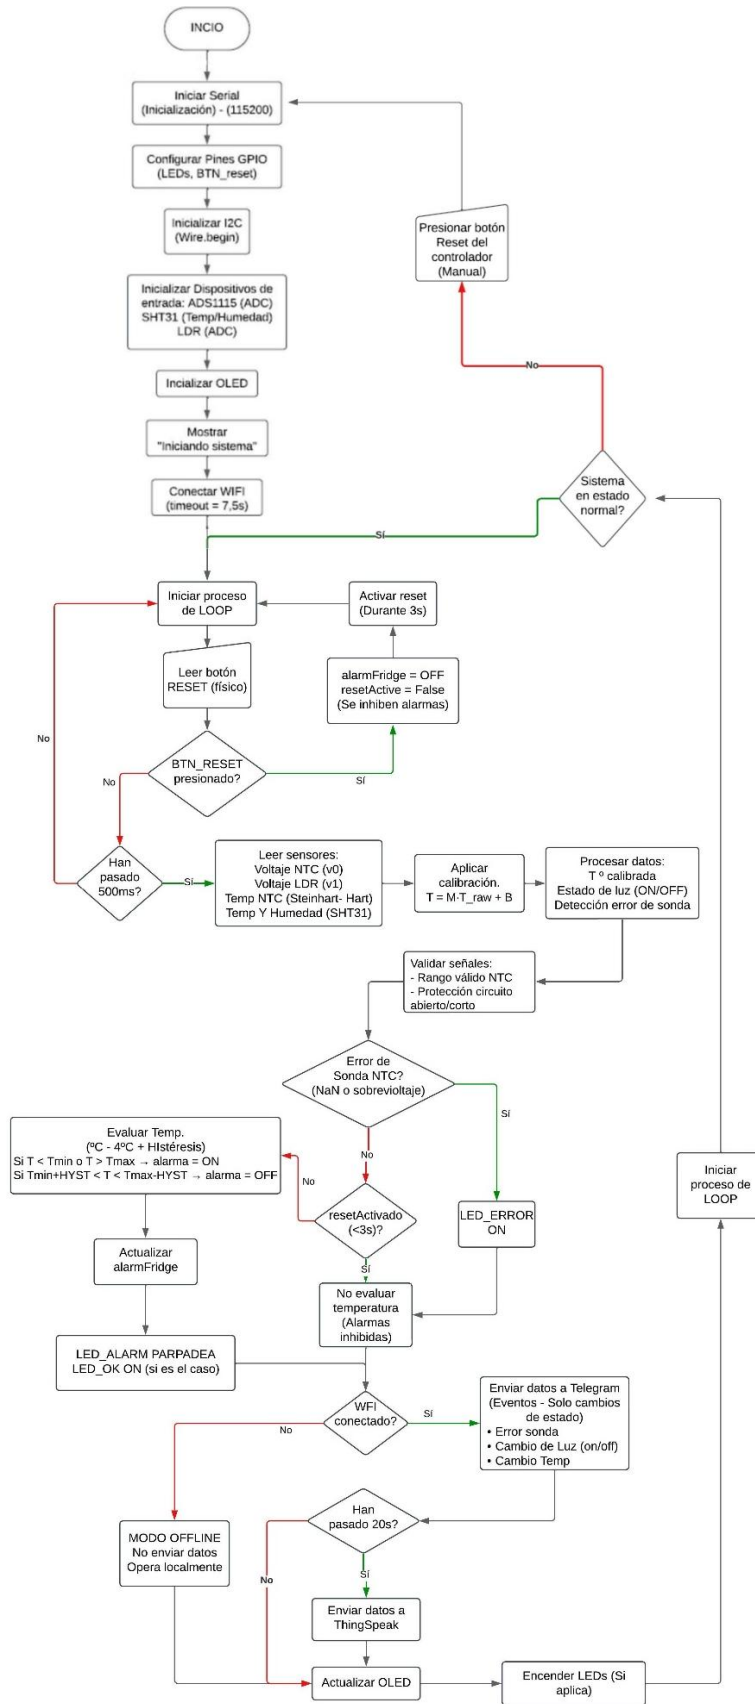 INCIO
Iniciar Serial
(Inicialización) - (115200)
Configurar Pines GPIO
(LEDs, BTN_reset)
Inicializar I2C
(Wire.begin)
Presionar botón
Reset del
controlador
(Manual)
Inicializar Dispositivos de
entrada: ADS1115 (ADC)
SHT31 (Temp/Humedad)
LDR (ADC)
No
Incializar OLED
Mostrar
"Iniciando sistema"
Conectar WIFI
(timeout = 7,5s)
Sistema
en estado
normal?
Sí
Iniciar proceso
de LOOP
Activar reset
(Durante 3s)
Leer botón
RESET (físico)
alarmFridge = OFF
resetActive = False
(Se inhiben alarmas)
No
BTN_RESET
presionado?
No
Sí
Han
pasado
500ms?
Sí
Leer sensores:
Voltaje NTC (v0)
Voltaje LDR (v1)
Temp NTC (Steinhart- Hart)
Temp Y Humedad (SHT31)
Aplicar
calibración.
T = M·T_raw + B
Procesar datos:
T º calibrada
Estado de luz (ON/OFF)
Detección error de sonda
Validar señales:
- Rango válido NTC
- Protección circuito
abierto/corto
Error de
Sonda NTC?
(NaN o sobrevioltaje)
Sí
No
Evaluar Temp.
(ºC - 4ºC + HIstéresis)
Si T < Tmin o T > Tmax → alarma = ON
Si Tmin+HYST < T < Tmax-HYST → alarma = OFF
No
resetActivado
(<3s)?
Sí
LED_ERROR
ON
Iniciar
proceso de
LOOP
Actualizar
alarmFridge
No evaluar
temperatura
(Alarmas
inhibidas)
LED_ALARM PARPADEA
LED_OK ON (si es el caso)
WFI
conectado?
No
Sí
Enviar datos a Telegram
(Eventos - Solo cambios
de estado)
• Error sonda
• Cambio de Luz (on/off)
• Cambio Temp
Han
pasado 20s?
MODO OFFLINE
No enviar datos
Opera localmente
No
Sí
Enviar datos a
ThingSpeak
Actualizar OLED
Encender LEDs (Si
aplica)